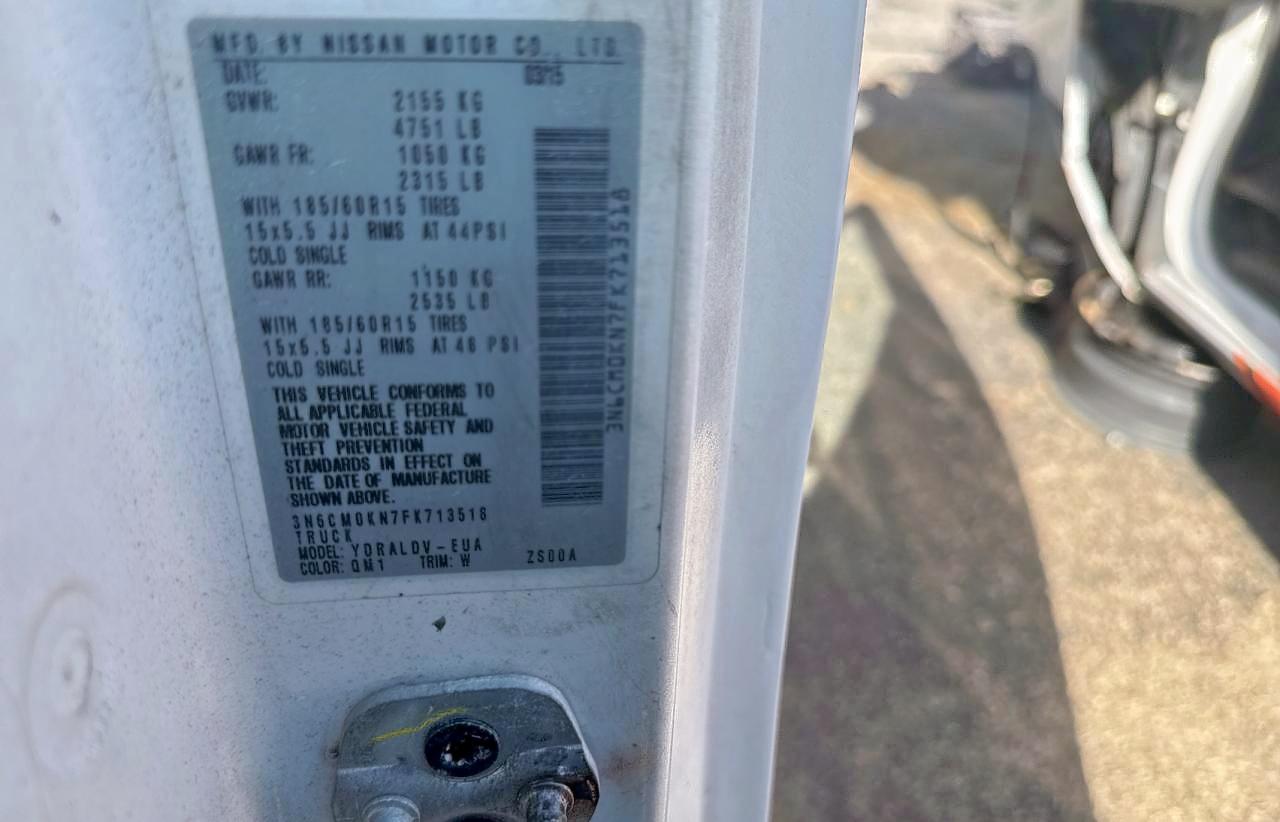 MFD. BY NISSAN MOTOR CO., LTD.
DATE: 03/15
GVWR: 2155 KG
4751 LB
GAWR FR: 1050 KG
2315 LB
WITH 185/60R15 TIRES
15x5.5 JJ RIMS AT 44PSI
COLD SINGLE
GAWR RR: 1150 KG
2535 LB
WITH 185/60R15 TIRES
15x5.5 JJ RIMS AT 46 PSI
COLD SINGLE
THIS VEHICLE CONFORMS TO
ALL APPLICABLE FEDERAL
MOTOR VEHICLE SAFETY AND
THEFT PREVENTION
STANDARDS IN EFFECT ON
THE DATE OF MANUFACTURE
SHOWN ABOVE.
3N6CM0KN7FK713518
TRUCK
MODEL: YDRALDV-EUA
COLOR: QM1 TRIM: W ZS00A
3N6CM0KN7FK713518